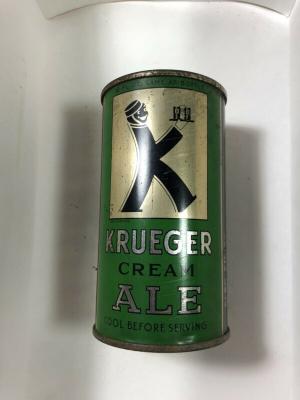 KRUEGER
CREAM
ALE
COOL BEFORE SERVING